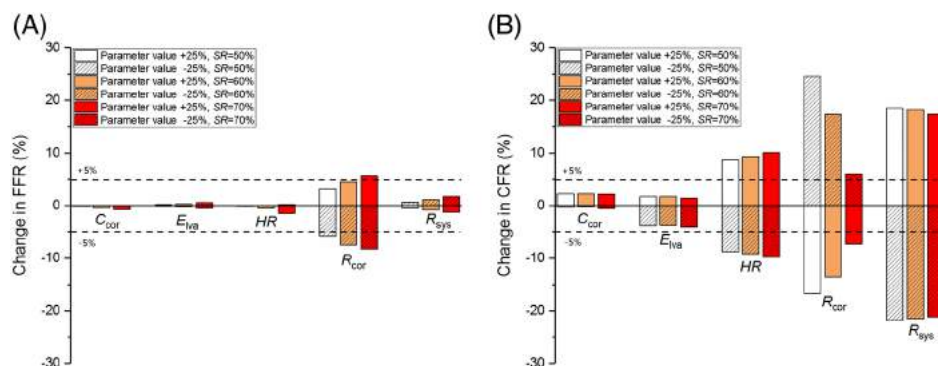 (A)
30
20
10
0
-10
-20
-30
Change in FFR (%)
Parameter value +25%, SR=50%
Parameter value -25%, SR=50%
Parameter value +25%, SR=60%
Parameter value -25%, SR=60%
Parameter value +25%, SR=70%
Parameter value -25%, SR=70%
+5%
-5%
Ccor
Elva
HR
Rcor
Rsys
(B)
30
20
10
0
-10
-20
-30
Change in CFR (%)
Parameter value +25%, SR=50%
Parameter value -25%, SR=50%
Parameter value +25%, SR=60%
Parameter value -25%, SR=60%
Parameter value +25%, SR=70%
Parameter value -25%, SR=70%
+5%
-5%
Ccor
Elva
HR
Rcor
Rsys